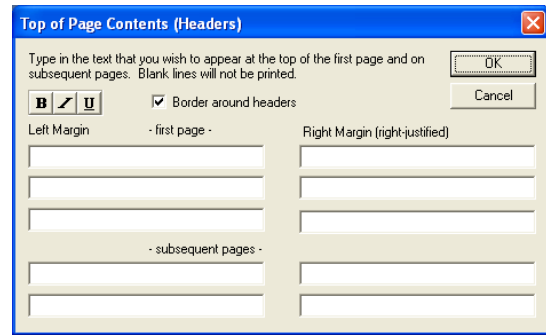 Top of Page Contents (Headers)
Type in the text that you wish to appear at the top of the first page and on
subsequent pages. Blank lines will not be printed.
OK
B I U
Border around headers
Cancel
Left Margin - first page - Right Margin (right-justified)
- subsequent pages -